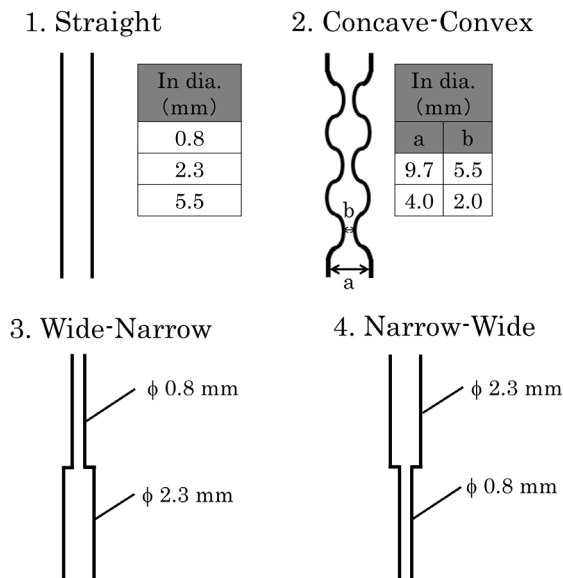 1. Straight
In dia.
(mm)
0.8
2.3
5.5
2. Concave-Convex
In dia.
(mm)
a b
9.7 5.5
4.0 2.0
b
a
3. Wide-Narrow
ϕ 0.8 mm
ϕ 2.3 mm
4. Narrow-Wide
ϕ 2.3 mm
ϕ 0.8 mm